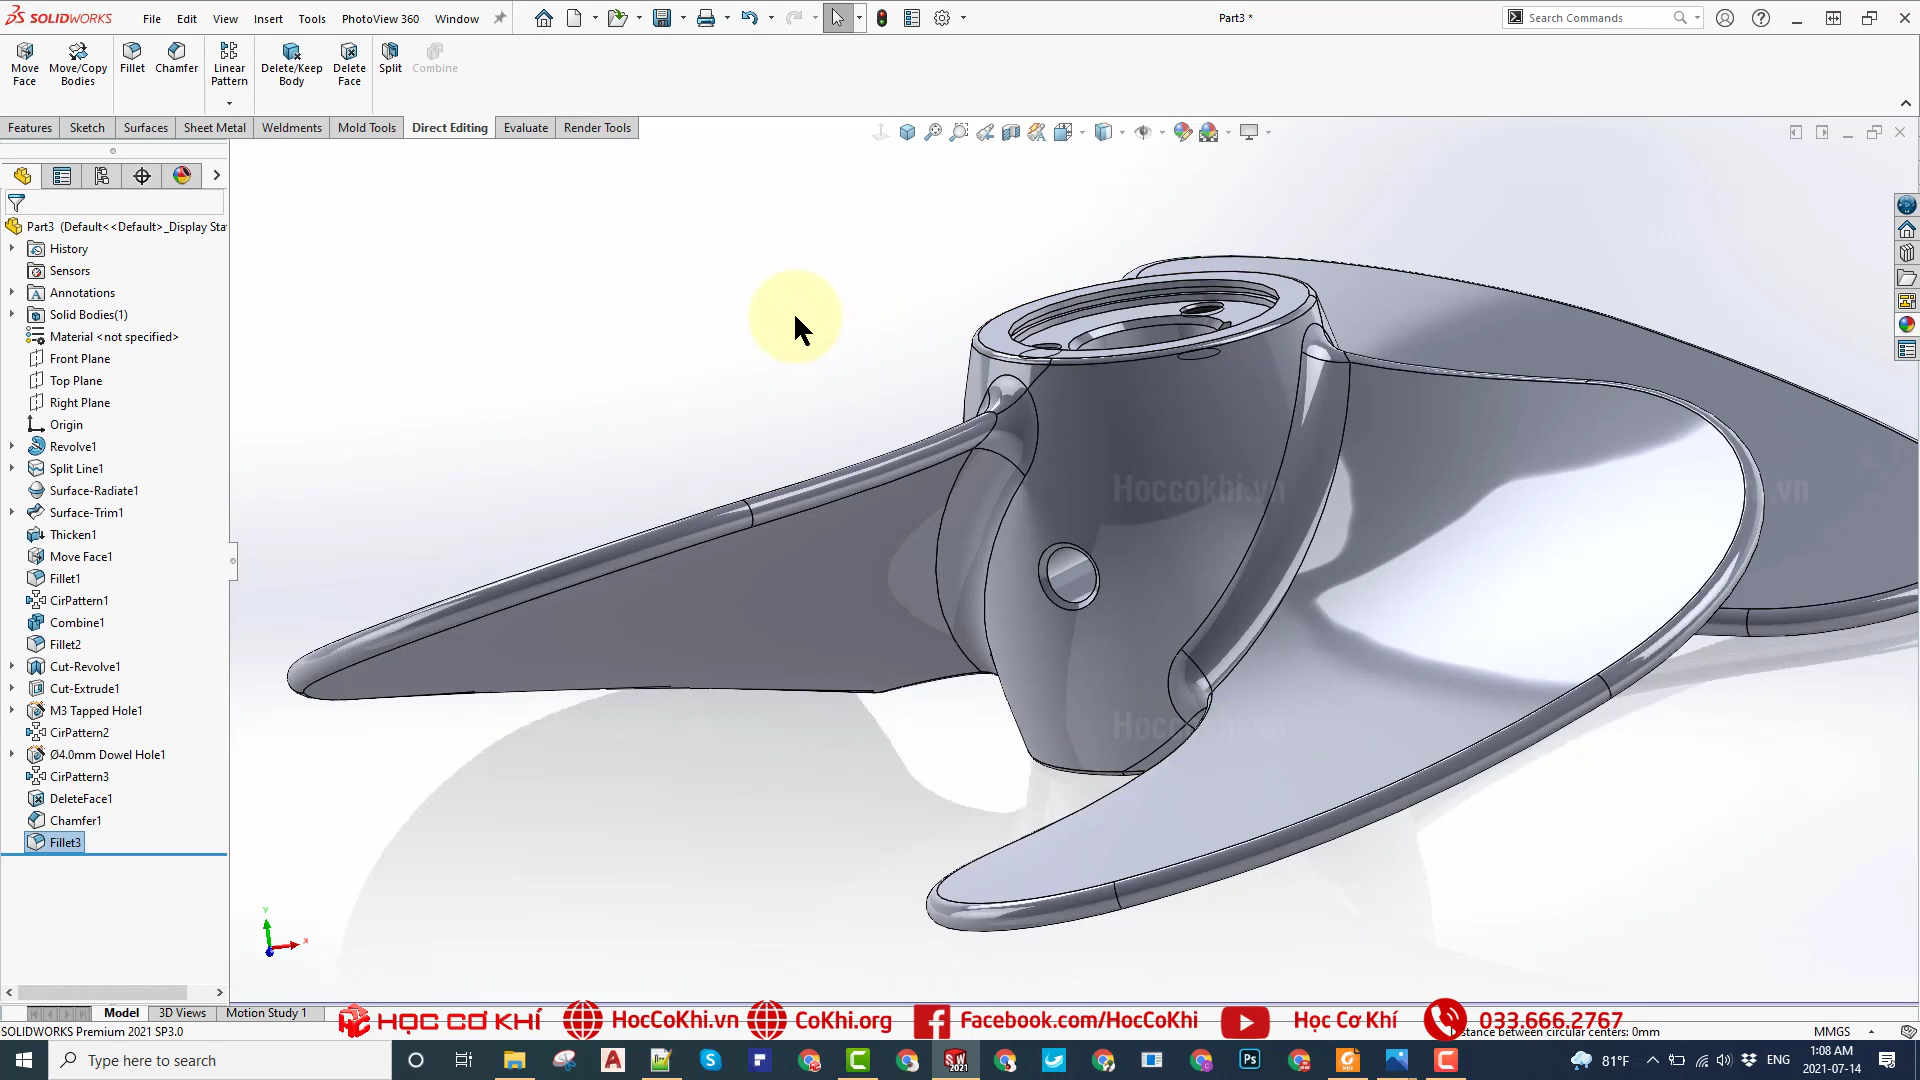 SOLIDWORKS File Edit View Insert Tools PhotoView 360 Window Part3 * Search Commands
Move Face Move/Copy Bodies Fillet Chamfer Linear Pattern Delete/Keep Body Delete Face Split Combine
Features Sketch Surfaces Sheet Metal Weldments Mold Tools Direct Editing Evaluate Render Tools
Part3 (Default<<Default>_Display Sta
History
Sensors
Annotations
Solid Bodies(1)
Material <not specified>
Front Plane
Top Plane
Right Plane
Origin
Revolve1
Split Line1
Surface-Radiate1
Surface-Trim1
Thicken1
Move Face1
Fillet1
CirPattern1
Combine1
Fillet2
Cut-Revolve1
Cut-Extrude1
M3 Tapped Hole1
CirPattern2
Ø4.0mm Dowel Hole1
CirPattern3
DeleteFace1
Chamfer1
Fillet3
Hoccokhi.vn
Hoccokhi.vn
Y
X
Model 3D Views Motion Study 1
HỌC CƠ KHÍ HocCoKhi.vn CoKhi.org Facebook.com/HocCoKhi Học Cơ Khí 033.666.2767
SOLIDWORKS Premium 2021 SP3.0 istance between circular centers: 0mm MMGS
Type here to search 81°F ENG 1:08 AM
2021-07-14